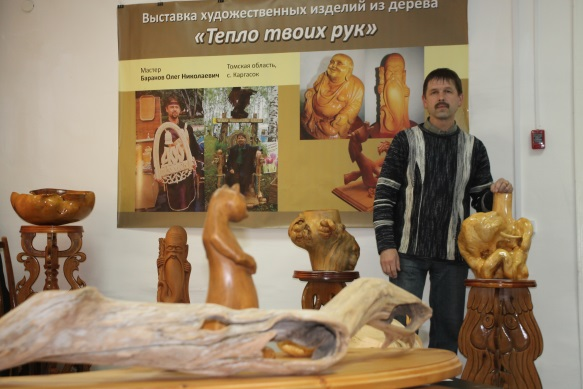 Выставка художественных изделий из дерева
«Тепло твоих рук»
Мастер
Баранов Олег Николаевич
Томская область,
с. Каргасок